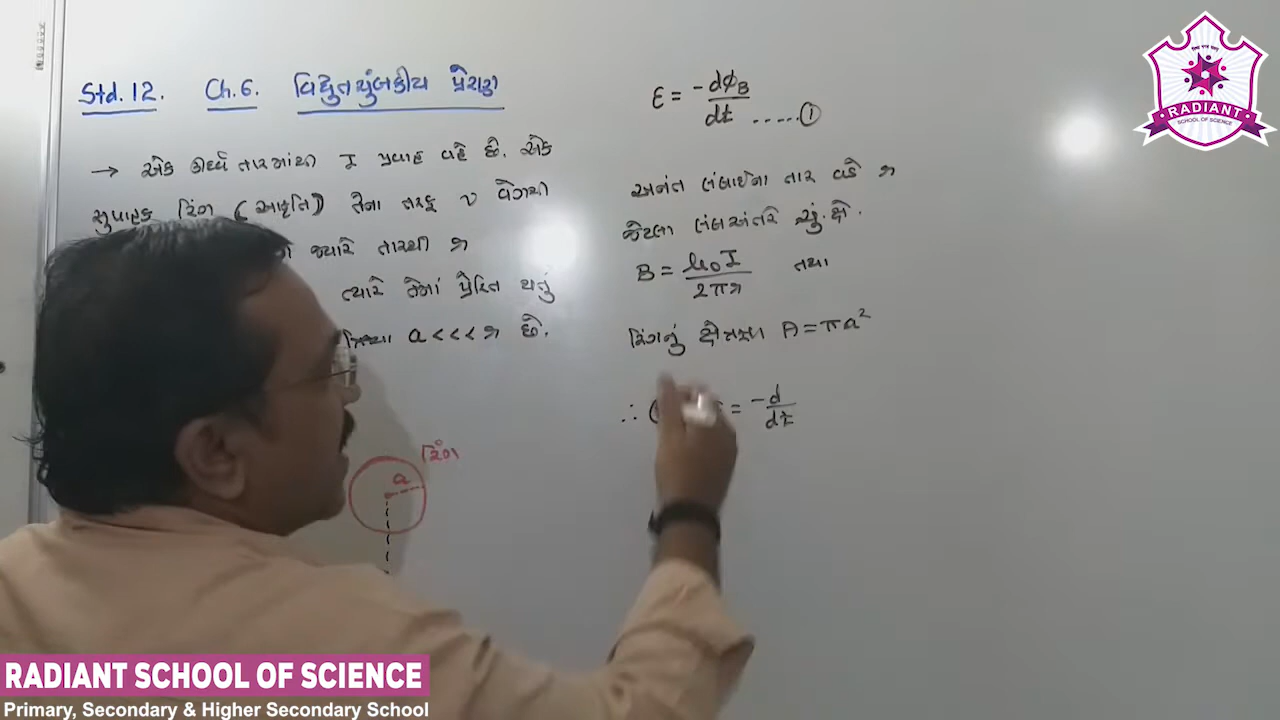 Std. 12. Ch. 6. વિદ્યુતચુંબકીય પ્રેરણ
→ એક ઊર્ધ્વ તારમાંથી I પ્રવાહ વહે છે. એક
સુવાહક રિંગ (આકૃતિ) તેના તરફ v વેગથી
જ્યારે તારથી r
ત્યારે તેમાં પ્રેરિત થતું
ત્રિજ્યા a <<< r છે.
રિંગ
a
ε = -dϕB/dt .....①
અનંત લંબાઈના તાર વડે r
જેટલા લંબઅંતરે ચું.ક્ષે.
B = μ0I/2πr તથા
રિંગનું ક્ષેત્રફળ A = πa²
∴ = -d/dt
RADIANT
SCHOOL OF SCIENCE
RADIANT SCHOOL OF SCIENCE
Primary, Secondary & Higher Secondary School